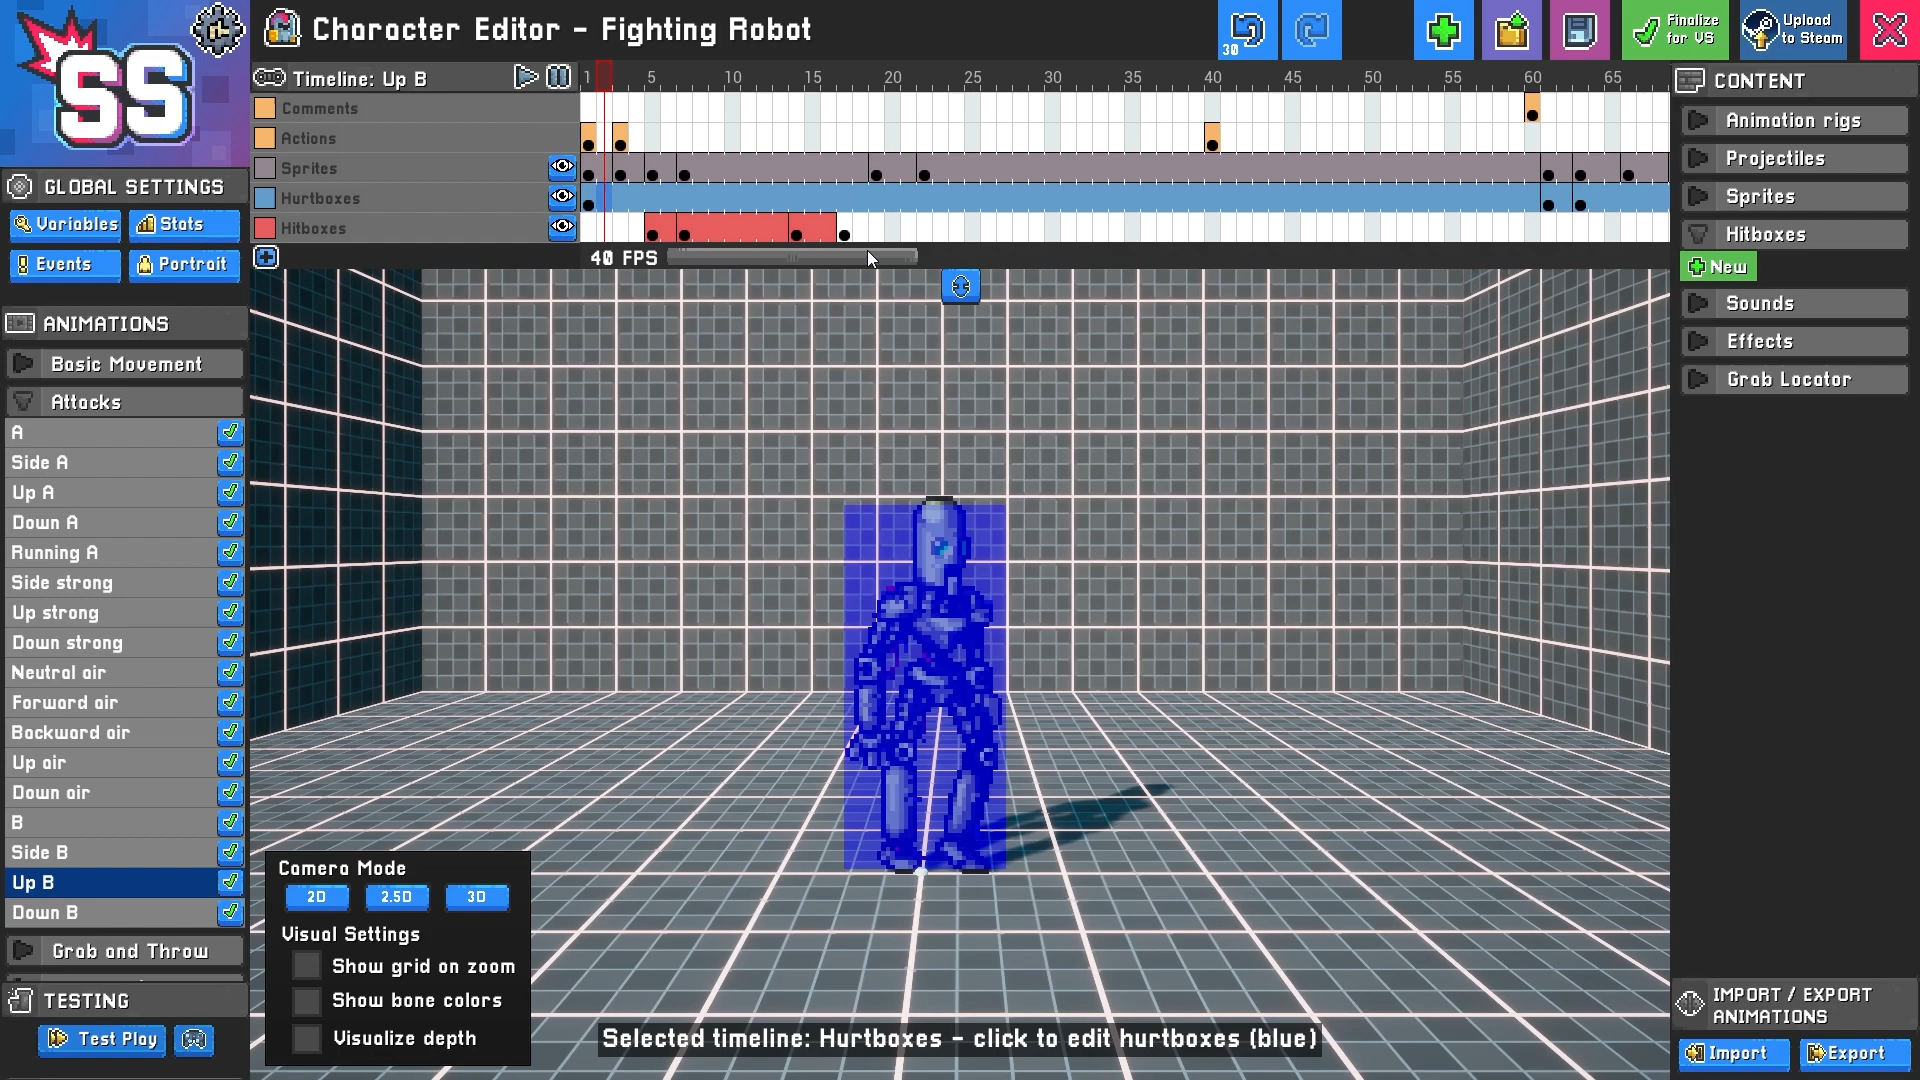 SS
Character Editor - Fighting Robot
30
Finalize
for VS
Upload
to Steam
Timeline: Up B
1 5 10 15 20 25 30 35 40 45 50 55 60 65
Comments
Actions
Sprites
Hurtboxes
Hitboxes
40 FPS
GLOBAL SETTINGS
Variables
Stats
Events
Portrait
ANIMATIONS
Basic Movement
Attacks
A
Side A
Up A
Down A
Running A
Side strong
Up strong
Down strong
Neutral air
Forward air
Backward air
Up air
Down air
B
Side B
Up B
Down B
Grab and Throw
TESTING
Test Play
Camera Mode
2D
2.5D
3D
Visual Settings
Show grid on zoom
Show bone colors
Visualize depth
Selected timeline: Hurtboxes - click to edit hurtboxes (blue)
CONTENT
Animation rigs
Projectiles
Sprites
Hitboxes
New
Sounds
Effects
Grab Locator
IMPORT / EXPORT
ANIMATIONS
Import
Export